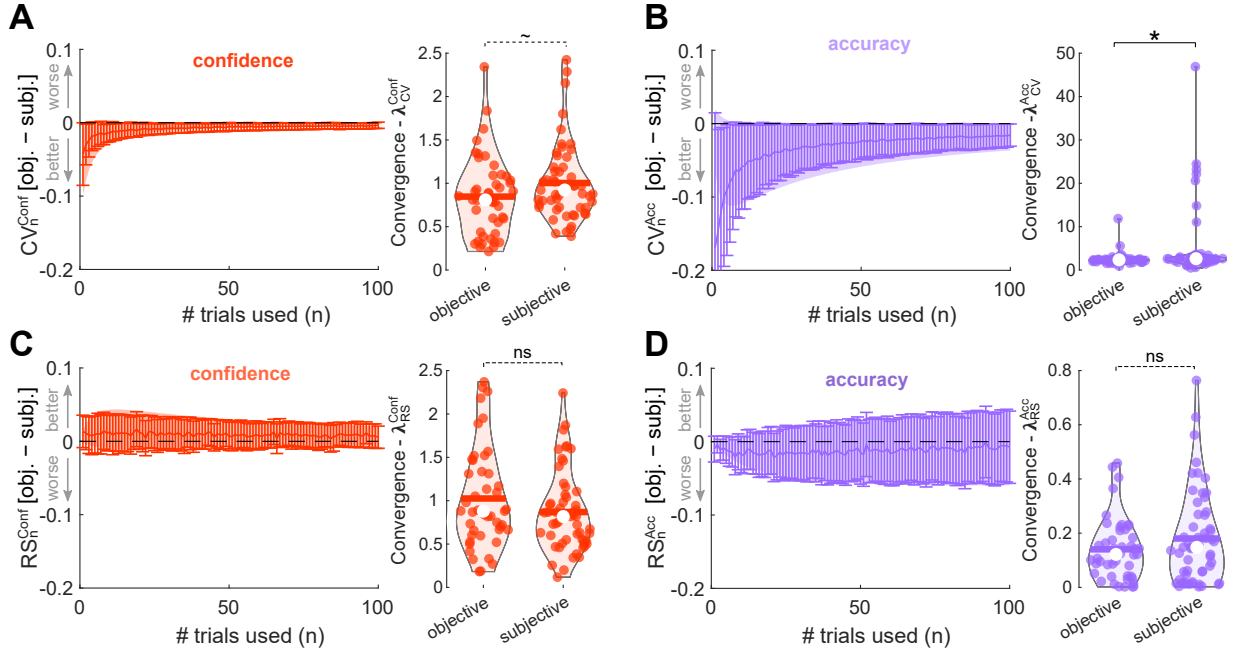 A
confidence
CV_n^Conf [obj. – subj.]
worse
better
0.1
0
-0.1
-0.2
0
50
100
# trials used (n)
Convergence - λ_CV^Conf
~
2.5
2
1.5
1
0.5
0
objective
subjective
B
accuracy
CV_n^Acc [obj. – subj.]
worse
better
0.1
0
-0.1
-0.2
0
50
100
# trials used (n)
Convergence -λ_CV^Acc
*
50
40
30
20
10
0
objective
subjective
C
confidence
RS_n^Conf [obj. – subj.]
better
worse
0.1
0
-0.1
-0.2
0
50
100
# trials used (n)
Convergence - λ_RS^Conf
ns
2.5
2
1.5
1
0.5
0
objective
subjective
D
accuracy
RS_n^Acc [obj. – subj.]
better
worse
0.1
0
-0.1
-0.2
0
50
100
# trials used (n)
Convergence - λ_RS^Acc
ns
0.8
0.6
0.4
0.2
0
objective
subjective